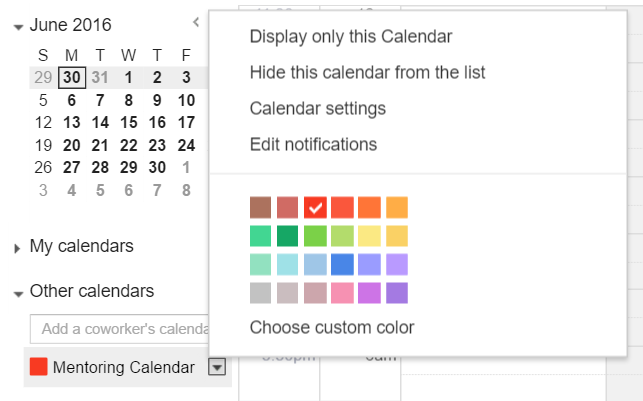 June 2016
S M T W T F
29 30 31 1 2 3
5 6 7 8 9 10
12 13 14 15 16 17
19 20 21 22 23 24
26 27 28 29 30 1
3 4 5 6 7 8
My calendars
Other calendars
Add a coworker's calenda
Mentoring Calendar
Display only this Calendar
Hide this calendar from the list
Calendar settings
Edit notifications
Choose custom color